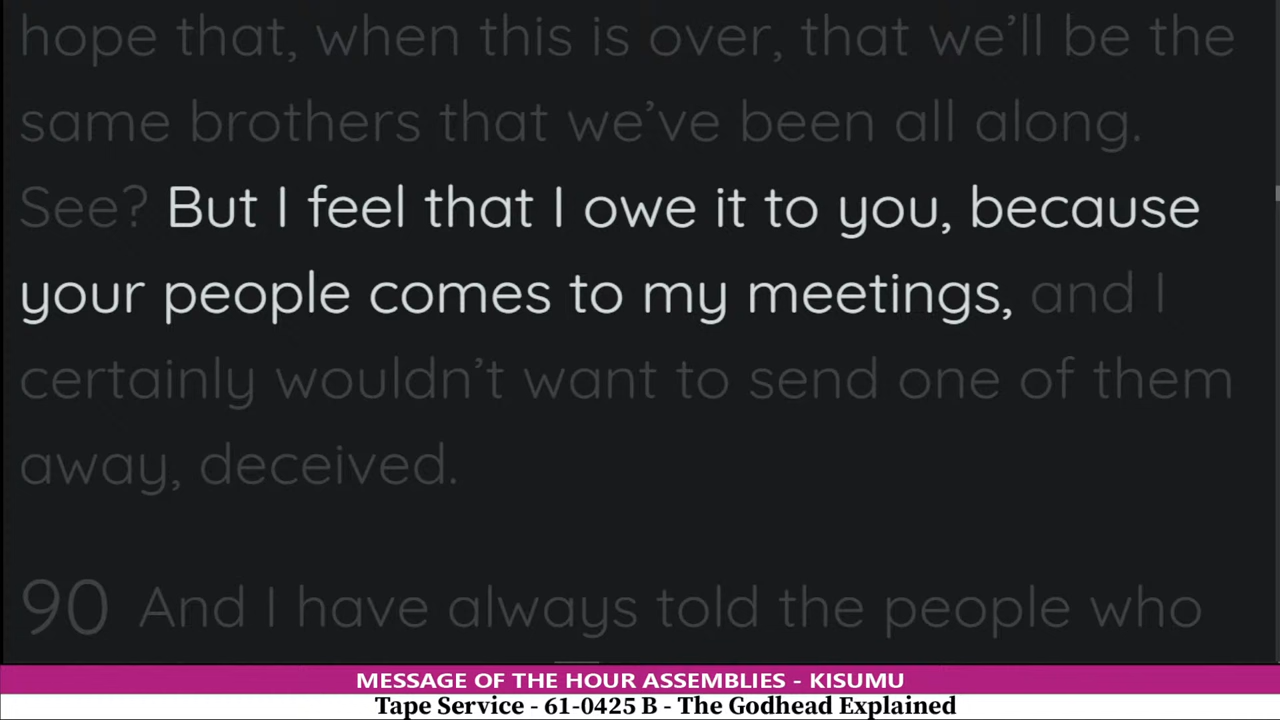 hope that, when this is over, that we'll be the
same brothers that we've been all along.
See? But I feel that I owe it to you, because
your people comes to my meetings, and I
certainly wouldn't want to send one of them
away, deceived.
90 And I have always told the people who
MESSAGE OF THE HOUR ASSEMBLIES - KISUMU
Tape Service - 61-0425 B - The Godhead Explained